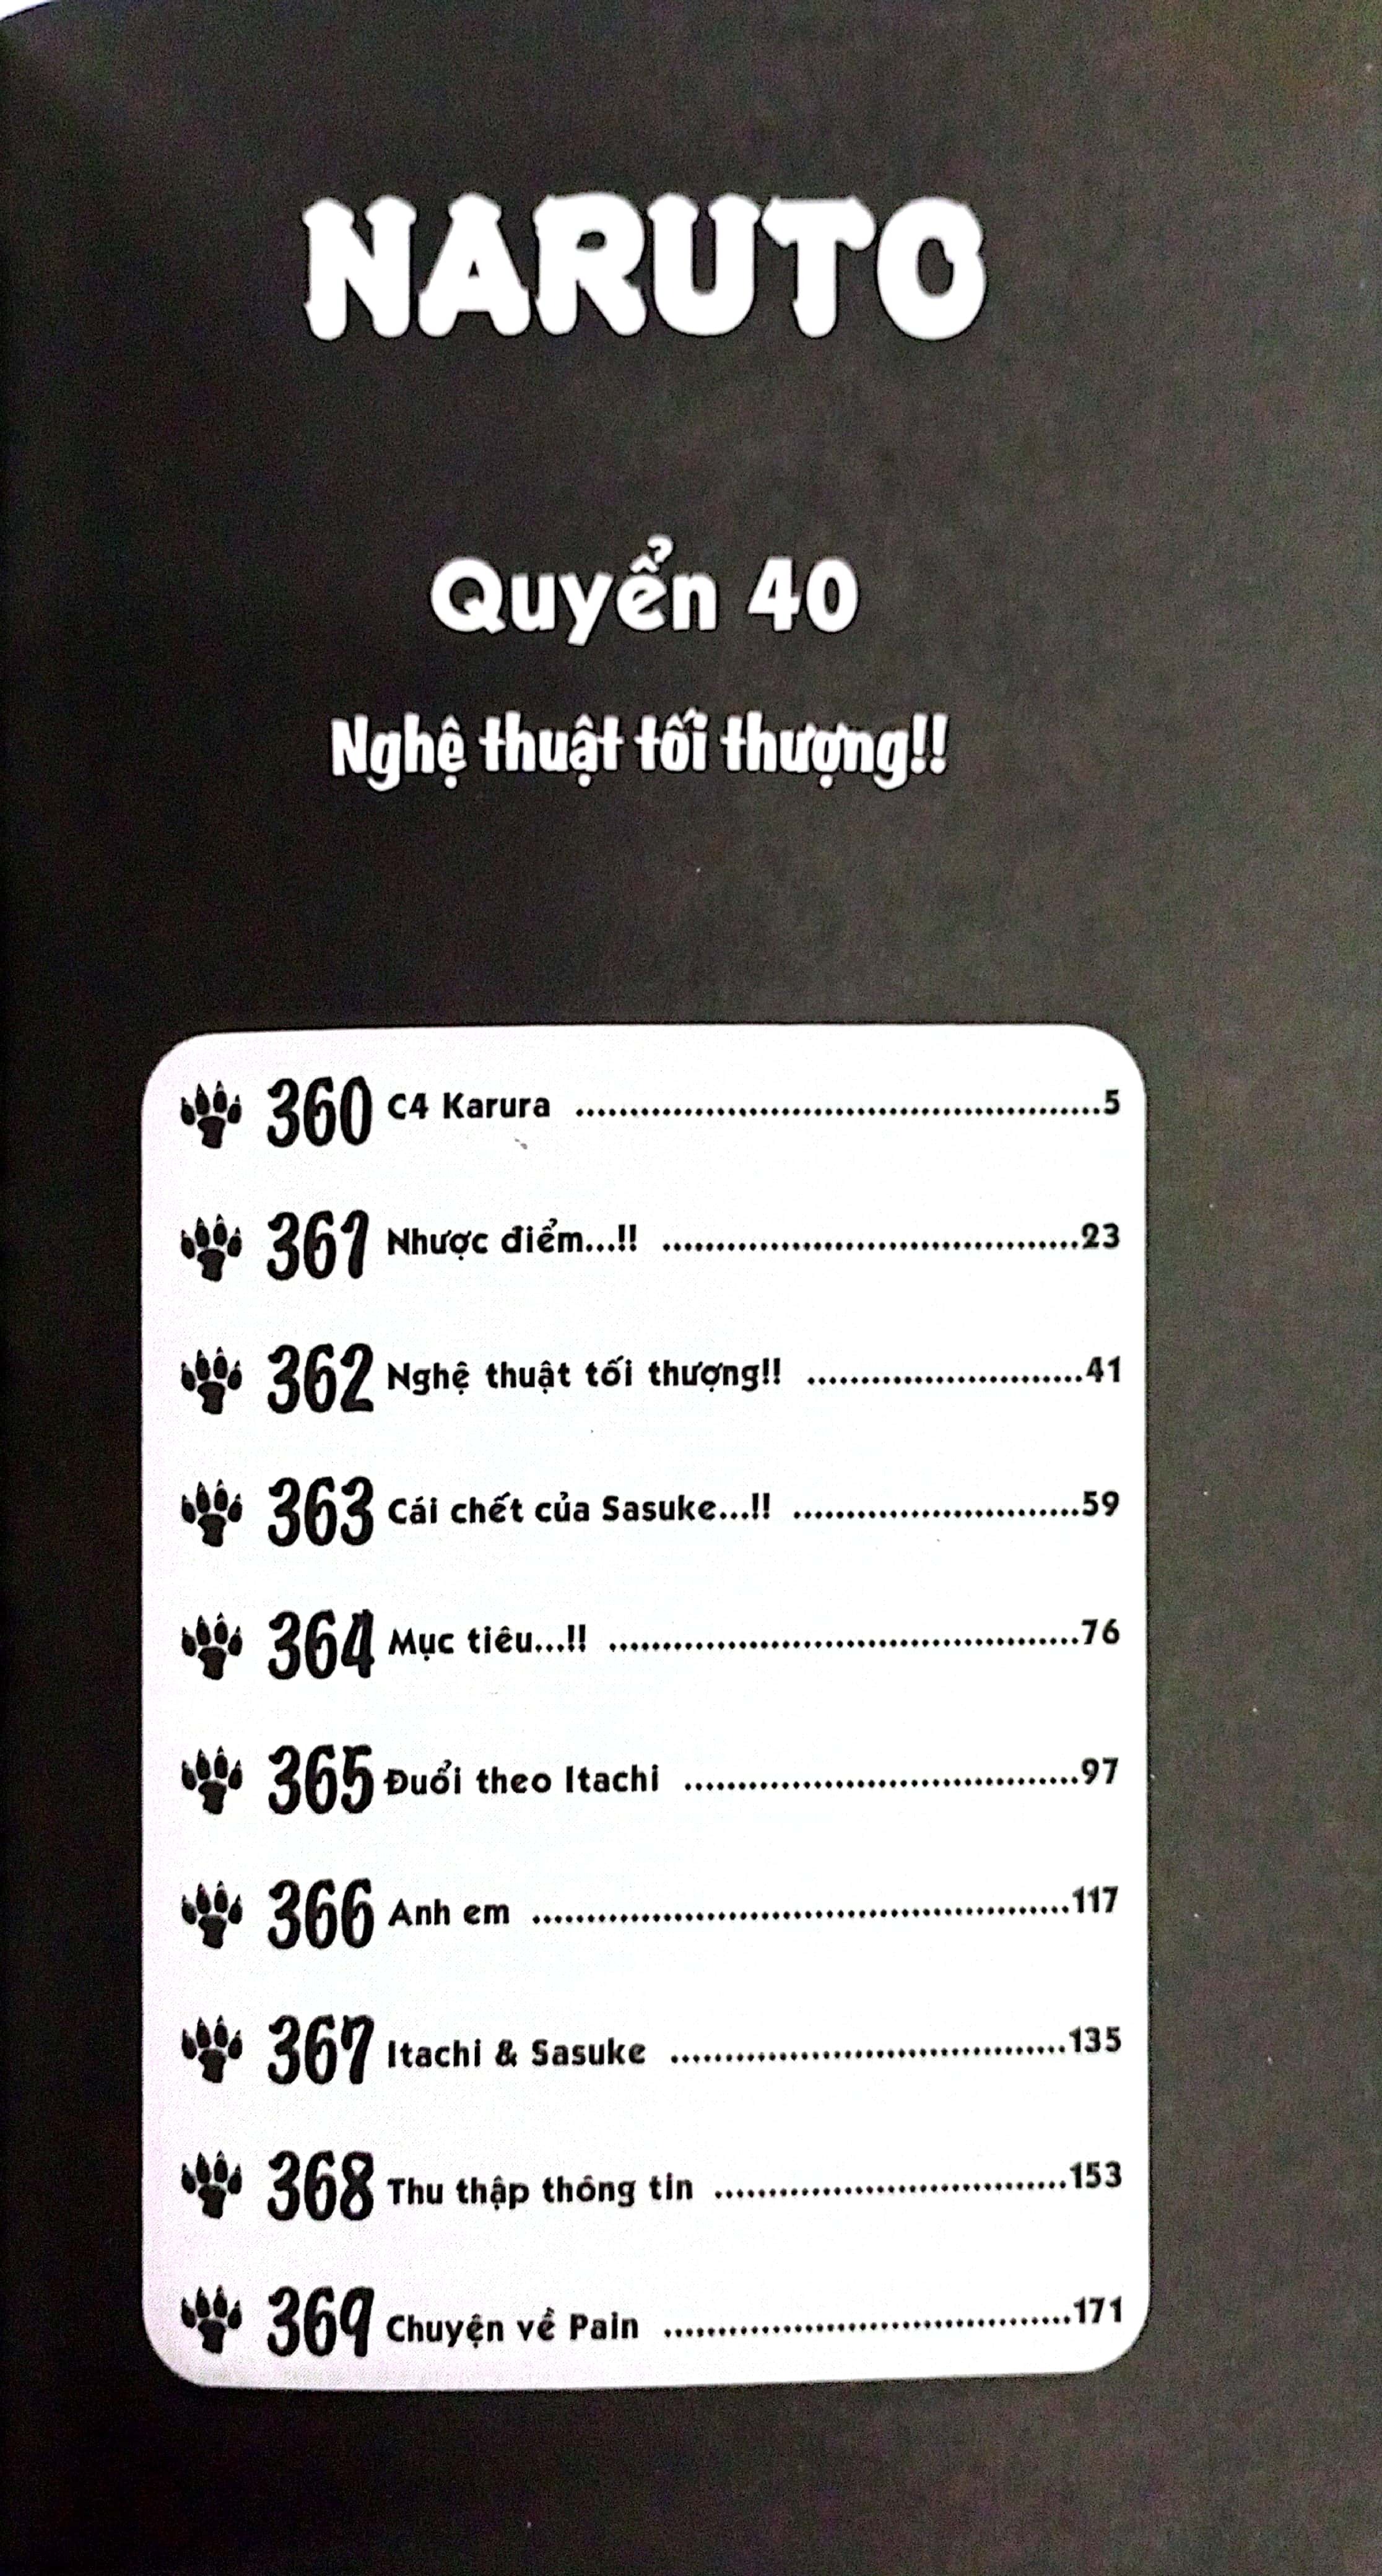 NARUTO
Quyển 40
Nghệ thuật tối thượng!!
360 C4 Karura ................................................5
361 Nhược điểm...!! ......................................23
362 Nghệ thuật tối thượng!! .........................41
363 Cái chết của Sasuke...!! ..........................59
364 Mục tiêu...!! ...........................................76
365 Đuổi theo Itachi ....................................97
366 Anh em .................................................117
367 Itachi & Sasuke ....................................135
368 Thu thập thông tin ................................153
369 Chuyện về Pain .....................................171